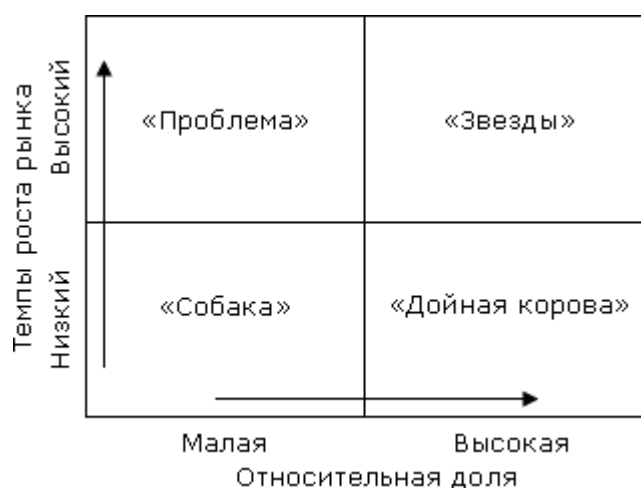 Темпы роста рынка
Высокий
Низкий
«Проблема»
«Звезды»
«Собака»
«Дойная корова»
Малая
Высокая
Относительная доля